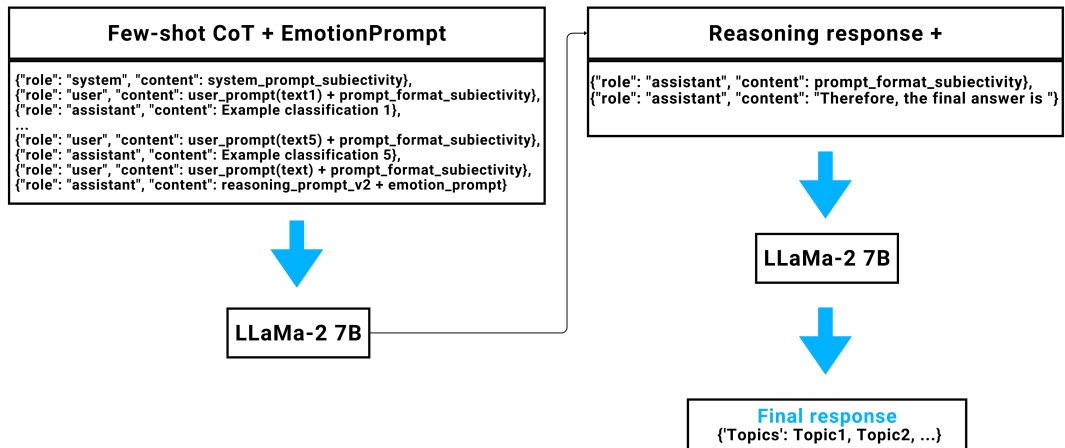 Few-shot CoT + EmotionPrompt
{"role": "system", "content": system_prompt_subiectivity},
{"role": "user", "content": user_prompt(text1) + prompt_format_subiectivity},
{"role": "assistant", "content": Example classification 1},
...
{"role": "user", "content": user_prompt(text5) + prompt_format_subiectivity},
{"role": "assistant", "content": Example classification 5},
{"role": "user", "content": user_prompt(text) + prompt_format_subiectivity},
{"role": "assistant", "content": reasoning_prompt_v2 + emotion_prompt}
LLaMa-2 7B
Reasoning response +
{"role": "assistant", "content": prompt_format_subiectivity},
{"role": "assistant", "content": "Therefore, the final answer is "}
LLaMa-2 7B
Final response
{'Topics': Topic1, Topic2, ...}